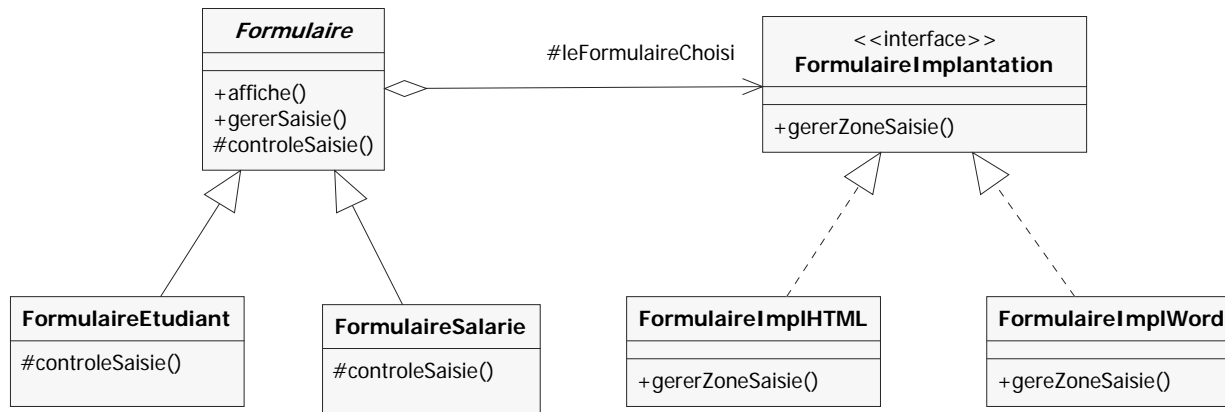 Formulaire
+affiche()
+gererSaisie()
#controleSaisie()
#leFormulaireChoisi
<<interface>>
FormulaireImplantation
+gererZoneSaisie()
FormulaireEtudiant
#controleSaisie()
FormulaireSalarie
#controleSaisie()
FormulaireImplHTML
+gererZoneSaisie()
FormulaireImplWord
+gereZoneSaisie()